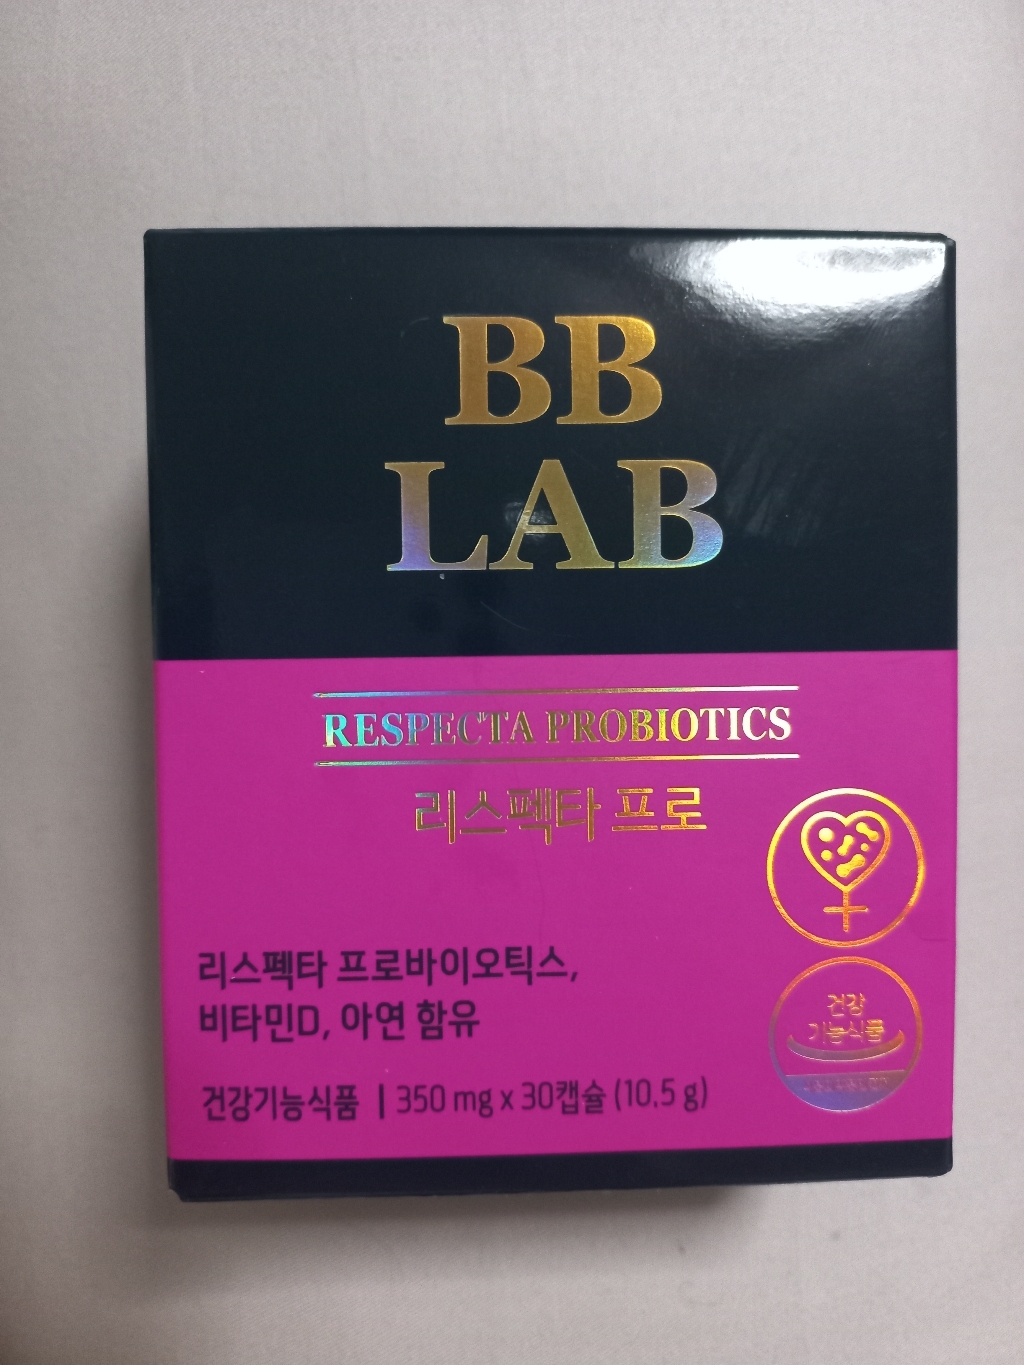 BB
LAB
RESPECTA PROBIOTICS
리스펙타 프로
리스펙타 프로바이오틱스,
비타민D, 아연 함유
건강
기능식품
건강기능식품 | 350 mg x 30캡슐 (10.5 g)